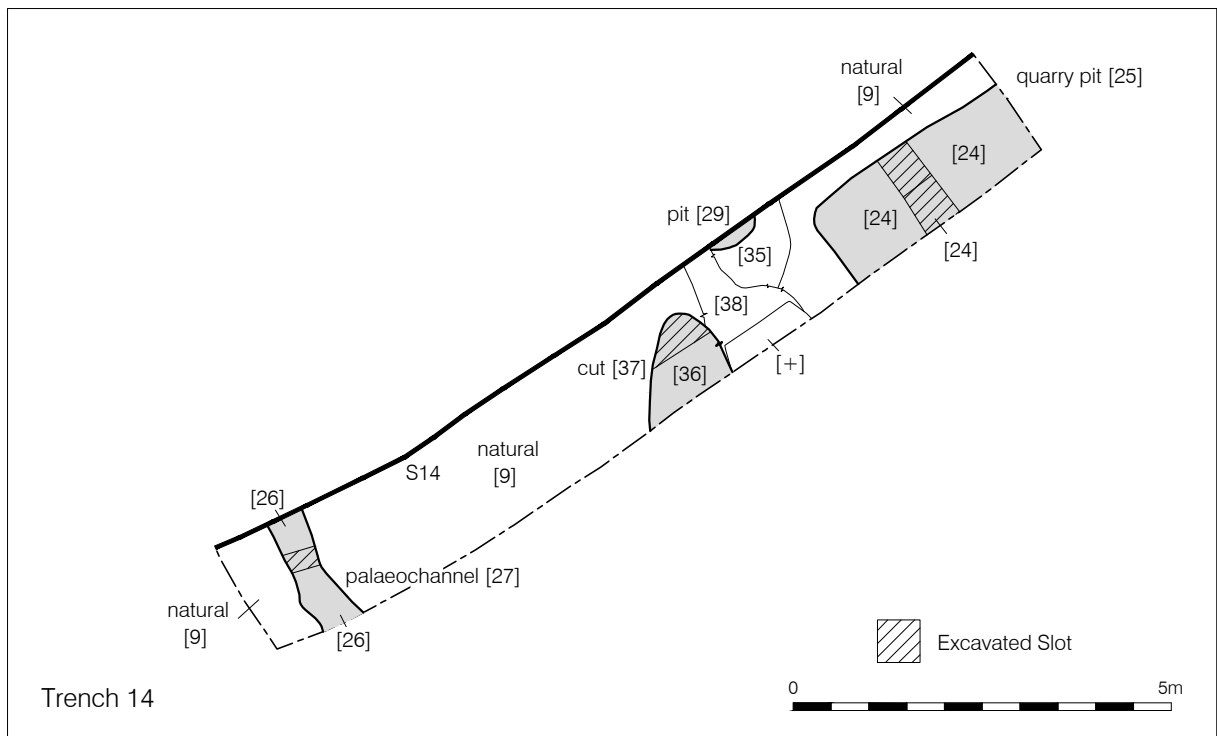 natural
[9]
quarry pit [25]
[24]
[24]
[24]
pit [29]
[35]
[38]
cut [37]
[36]
[+]
natural
[9]
S14
[26]
palaeochannel [27]
natural
[9]
[26]
Excavated Slot
Trench 14
0
5m